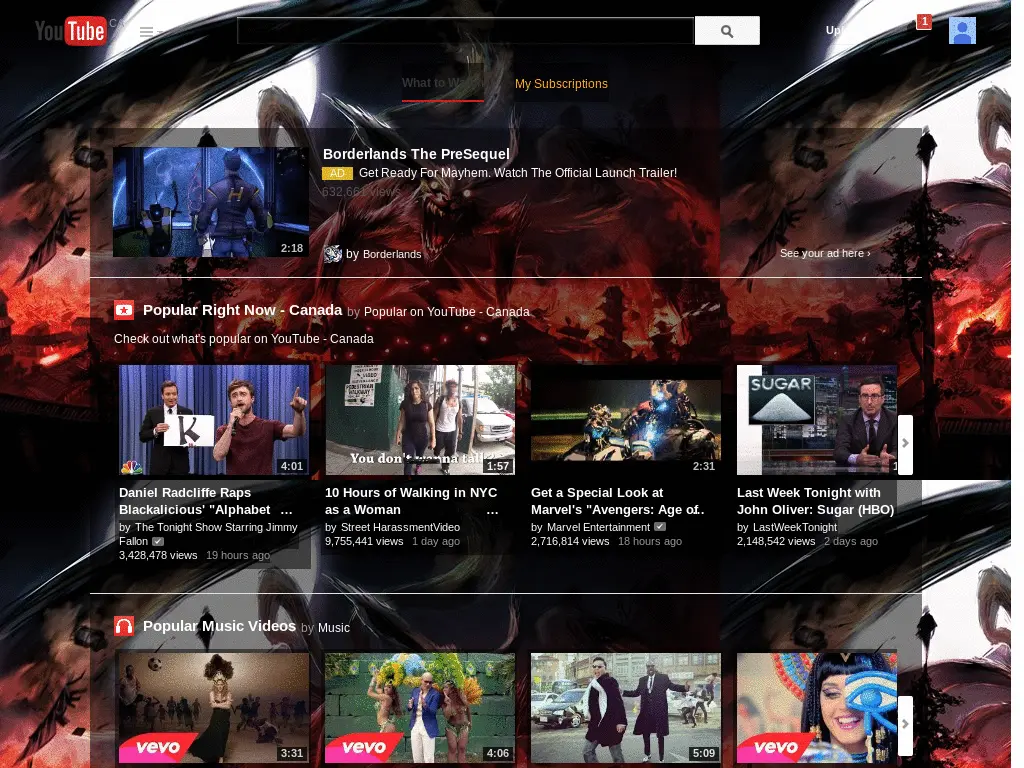 YouTube CA
1
What to Wa
My Subscriptions
Borderlands The PreSequel
AD Get Ready For Mayhem. Watch The Official Launch Trailer!
632,661 views
2:18
by Borderlands
See your ad here ›
Popular Right Now - Canada by Popular on YouTube - Canada
Check out what's popular on YouTube - Canada
K
4:01
You don't wanna talk
1:57
2:31
SUGAR
Daniel Radcliffe Raps
Blackalicious' "Alphabet ...
by The Tonight Show Starring Jimmy
Fallon
3,428,478 views 19 hours ago
10 Hours of Walking in NYC
as a Woman ...
by Street HarassmentVideo
9,755,441 views 1 day ago
Get a Special Look at
Marvel's "Avengers: Age of...
by Marvel Entertainment
2,716,814 views 18 hours ago
Last Week Tonight with
John Oliver: Sugar (HBO)
by LastWeekTonight
2,148,542 views 2 days ago
Popular Music Videos by Music
vevo 3:31
vevo 4:06
5:09
vevo